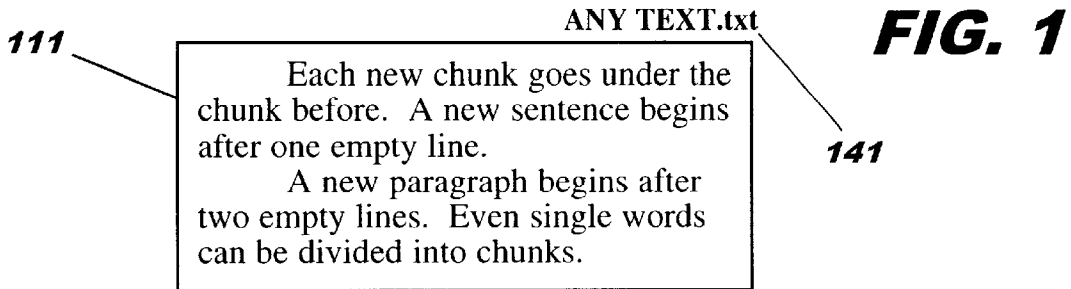 ANY TEXT.txt
FIG. 1
111
Each new chunk goes under the
chunk before. A new sentence begins
after one empty line.
141
A new paragraph begins after
two empty lines. Even single words
can be divided into chunks.